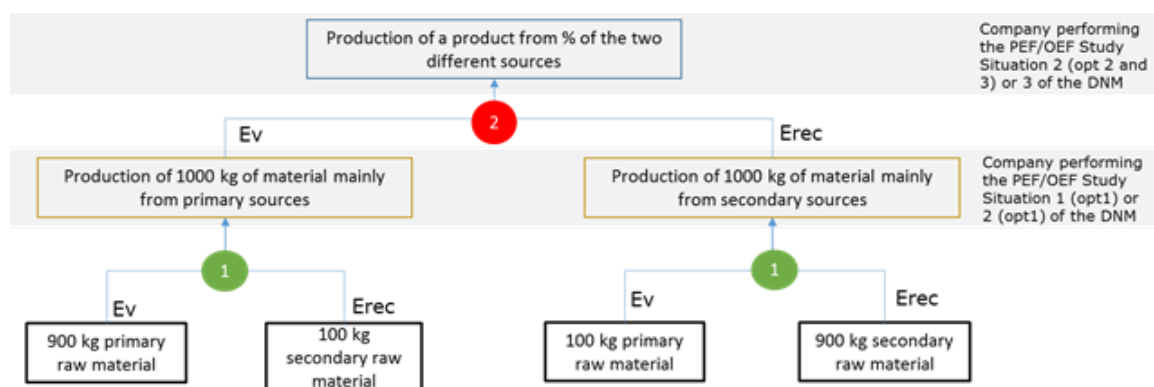 Production of a product from % of the two
different sources
Company performing
the PEF/OEF Study
Situation 2 (opt 2 and
3) or 3 of the DNM
2
Ev
Erec
Production of 1000 kg of material mainly
from primary sources
Production of 1000 kg of material mainly
from secondary sources
Company performing
the PEF/OEF Study
Situation 1 (opt1) or
2 (opt1) of the DNM
1
1
Ev
Erec
Ev
Erec
900 kg primary
raw material
100 kg
secondary raw
material
100 kg primary
raw material
900 kg secondary
raw material